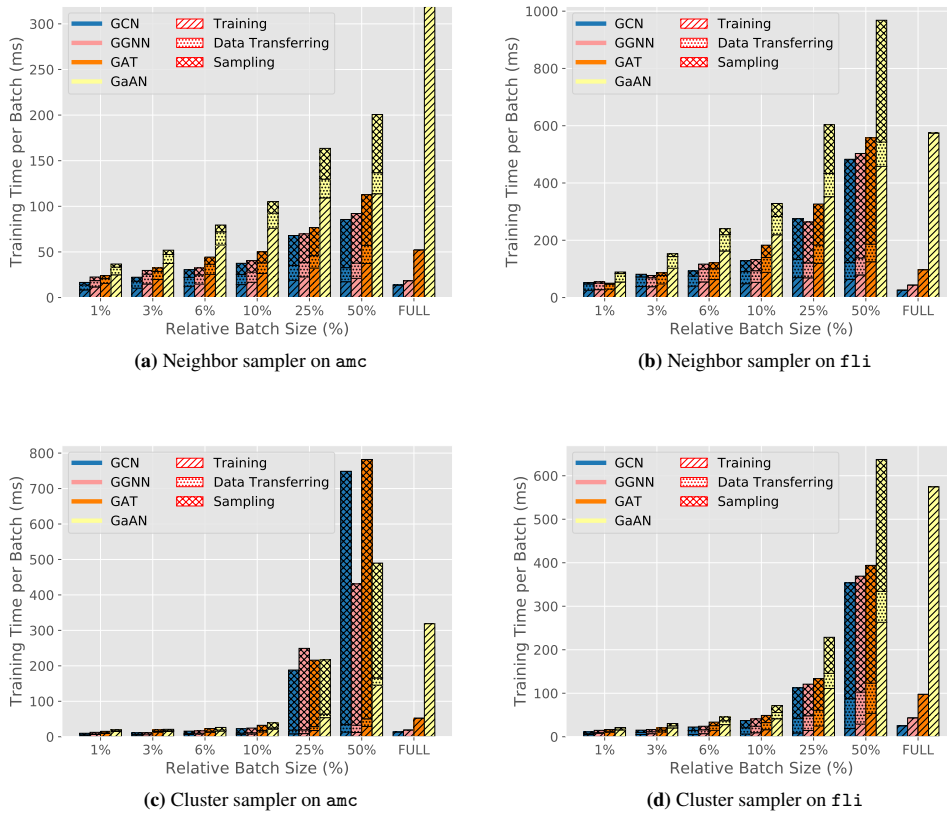 300
250
200
150
100
50
0
Training Time per Batch (ms)
GCN
GGNN
GAT
GaAN
Training
Data Transferring
Sampling
1% 3% 6% 10% 25% 50% FULL
Relative Batch Size (%)
(a) Neighbor sampler on amc
1000
800
600
400
200
0
Training Time per Batch (ms)
GCN
GGNN
GAT
GaAN
Training
Data Transferring
Sampling
1% 3% 6% 10% 25% 50% FULL
Relative Batch Size (%)
(b) Neighbor sampler on fli
800
700
600
500
400
300
200
100
0
Training Time per Batch (ms)
GCN
GGNN
GAT
GaAN
Training
Data Transferring
Sampling
1% 3% 6% 10% 25% 50% FULL
Relative Batch Size (%)
(c) Cluster sampler on amc
600
500
400
300
200
100
0
Training Time per Batch (ms)
GCN
GGNN
GAT
GaAN
Training
Data Transferring
Sampling
1% 3% 6% 10% 25% 50% FULL
Relative Batch Size (%)
(d) Cluster sampler on fli